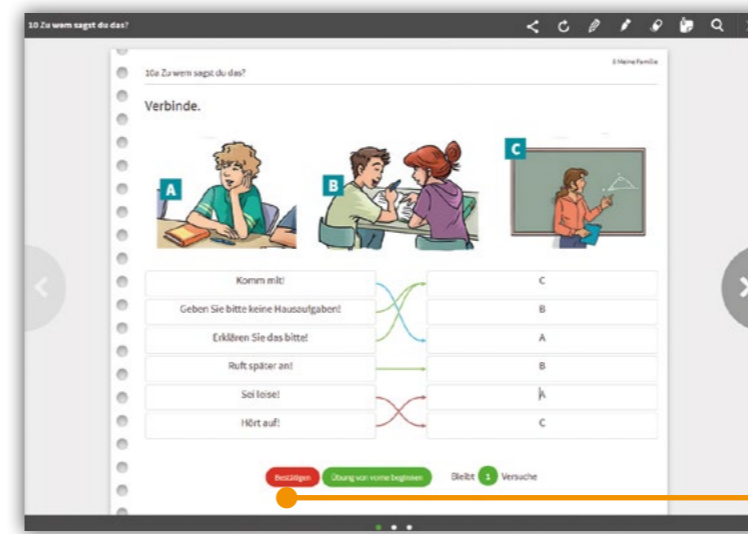 10 Zu wem sagst du das?
5 Meine Familie
10a Zu wem sagst du das?
Verbinde.
A
B
C
Komm mit!
C
Geben Sie bitte keine Hausaufgaben!
B
Erklären Sie das bitte!
A
Ruft später an!
B
Sei leise!
A
Hört auf!
C
Bestätigen
Übung von vorne beginnen
Bleibt 1 Versuche